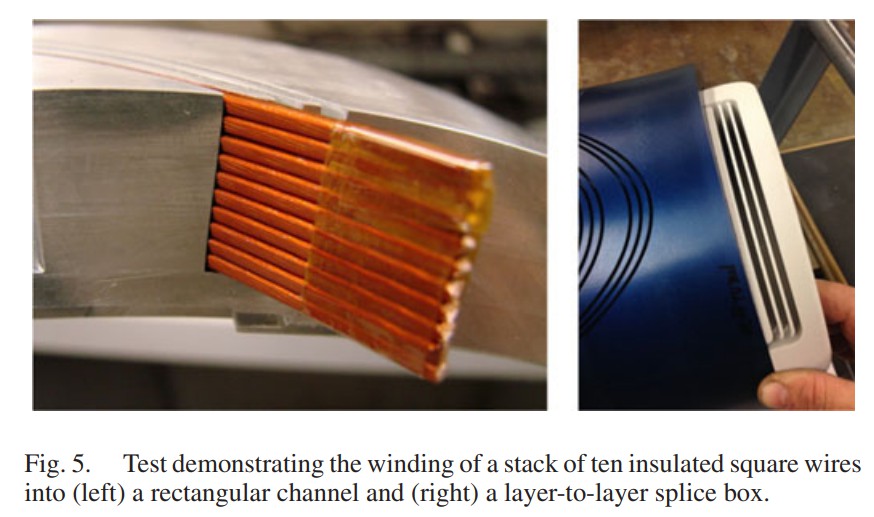 Fig. 5. Test demonstrating the winding of a stack of ten insulated square wires
into (left) a rectangular channel and (right) a layer-to-layer splice box.